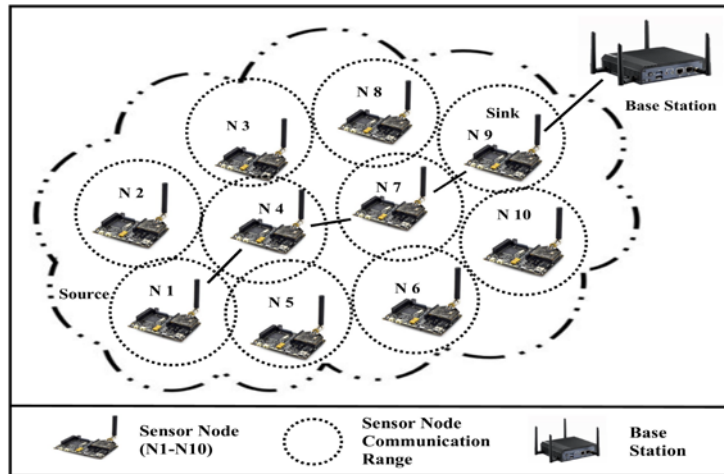 N 8
N 3
Sink
N 9
Base Station
N 2
N 4
N 7
N 10
Source
N 1
N 5
N 6
Sensor Node
(N1-N10)
Sensor Node
Communication
Range
Base
Station